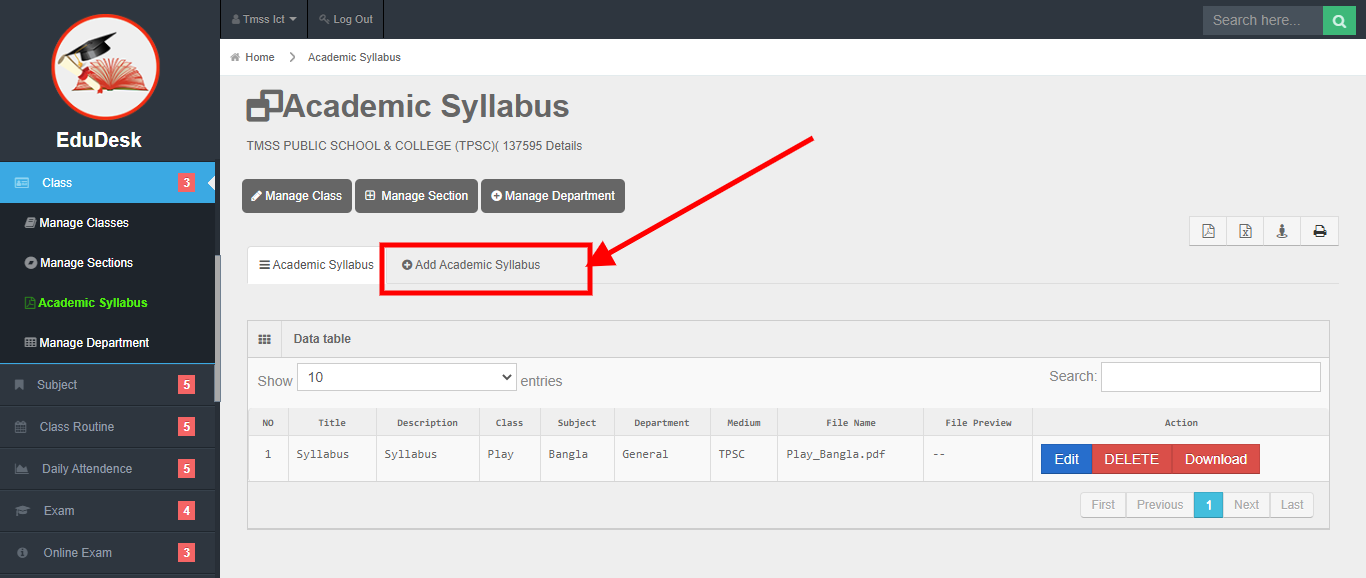 Tmss Ict
Log Out
Search here...
EduDesk
Home
Academic Syllabus
Academic Syllabus
TMSS PUBLIC SCHOOL & COLLEGE (TPSC)( 137595 Details
Manage Class
Manage Section
Manage Department
Class 3
Manage Classes
Manage Sections
Academic Syllabus
Manage Department
Subject 5
Class Routine 5
Daily Attendence 5
Exam 4
Online Exam 3
Academic Syllabus
Add Academic Syllabus
Data table
Show 10 entries
Search:
NO Title Description Class Subject Department Medium File Name File Preview Action
1 Syllabus Syllabus Play Bangla General TPSC Play_Bangla.pdf -- Edit DELETE Download
First Previous 1 Next Last